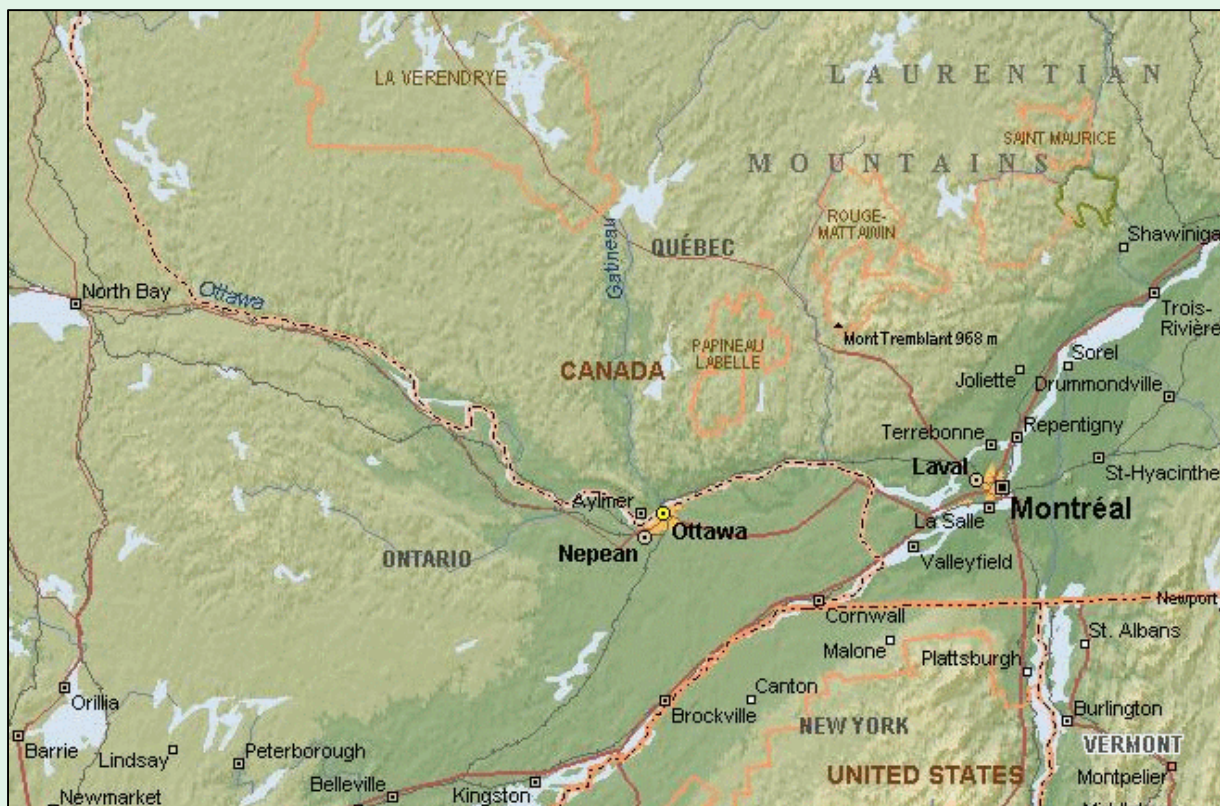 LAURENTIAN
LA VERENDRYE
SAINT MAURICE
MOUNTAINS
ROUGE-
MATTAWIN
Shawiniga
QUÉBEC
Gatineau
North Bay
Ottawa
Trois-
Rivière
Mont Tremblant 968 m
PAPINEAU
LABELLE
Sorel
CANADA
Joliette
Drummondville
Terrebonne
Repentigny
Laval
St-Hyacinthe
Aylmer
Ottawa
La Salle
Montréal
Nepean
ONTARIO
Valleyfield
Newport
Cornwall
St. Albans
Malone
Plattsburgh
Orillia
Canton
Brockville
Burlington
NEW YORK
Barrie
Lindsay
Peterborough
VERMONT
UNITED STATES
Montpelier
Belleville
Kingston
Newmarket